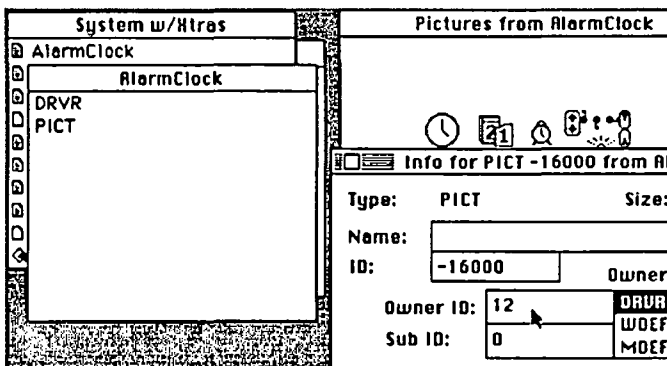 System w/Xtras
AlarmClock
AlarmClock
DRVR
PICT
Pictures from AlarmClock
21
Info for PICT -16000 from Al
Type: PICT Size:
Name:
ID: -16000
Owner
Owner ID: 12
DRVR
WDEF
Sub ID: 0
MDEF